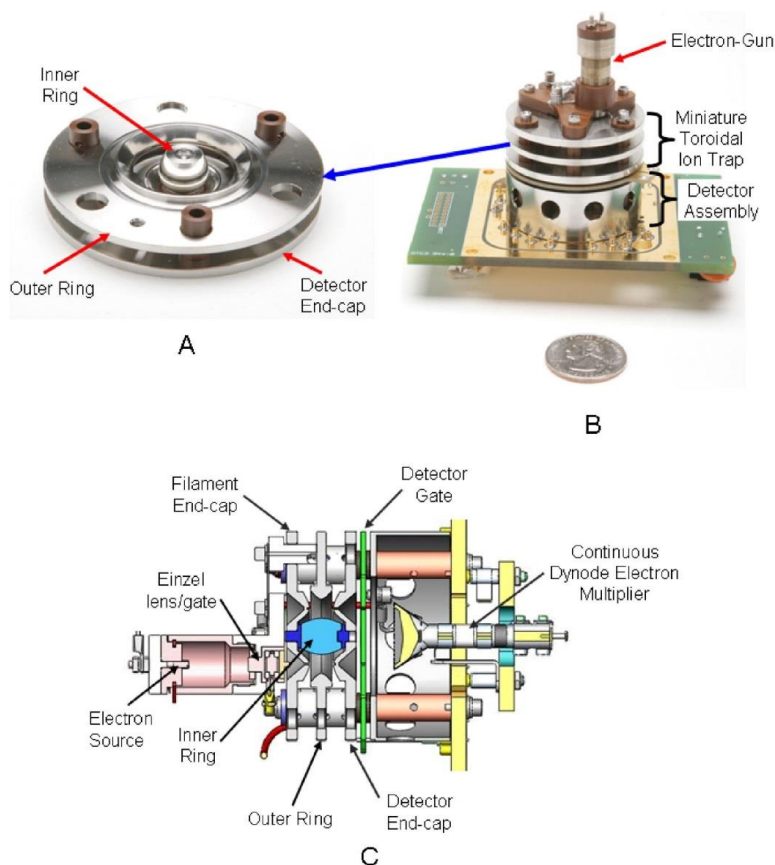 Inner
Ring
Outer Ring
Detector
End-cap
A
Electron-Gun
Miniature
Toroidal
Ion Trap
Detector
Assembly
B
Filament
End-cap
Detector
Gate
Einzel
lens/gate
Continuous
Dynode Electron
Multiplier
Electron
Source
Inner
Ring
Outer Ring
Detector
End-cap
C